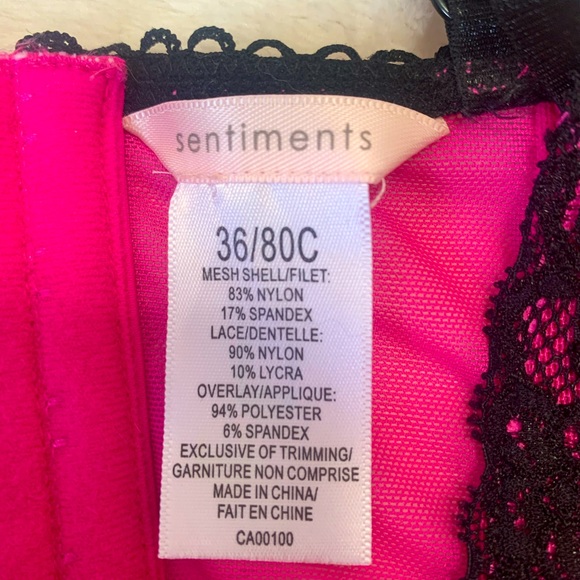 sentiments
36/80C
MESH SHELL/FILET:
83% NYLON
17% SPANDEX
LACE/DENTELLE:
90% NYLON
10% LYCRA
OVERLAY/APPLIQUE:
94% POLYESTER
6% SPANDEX
EXCLUSIVE OF TRIMMING/
GARNITURE NON COMPRISE
MADE IN CHINA/
FAIT EN CHINE
CA00100